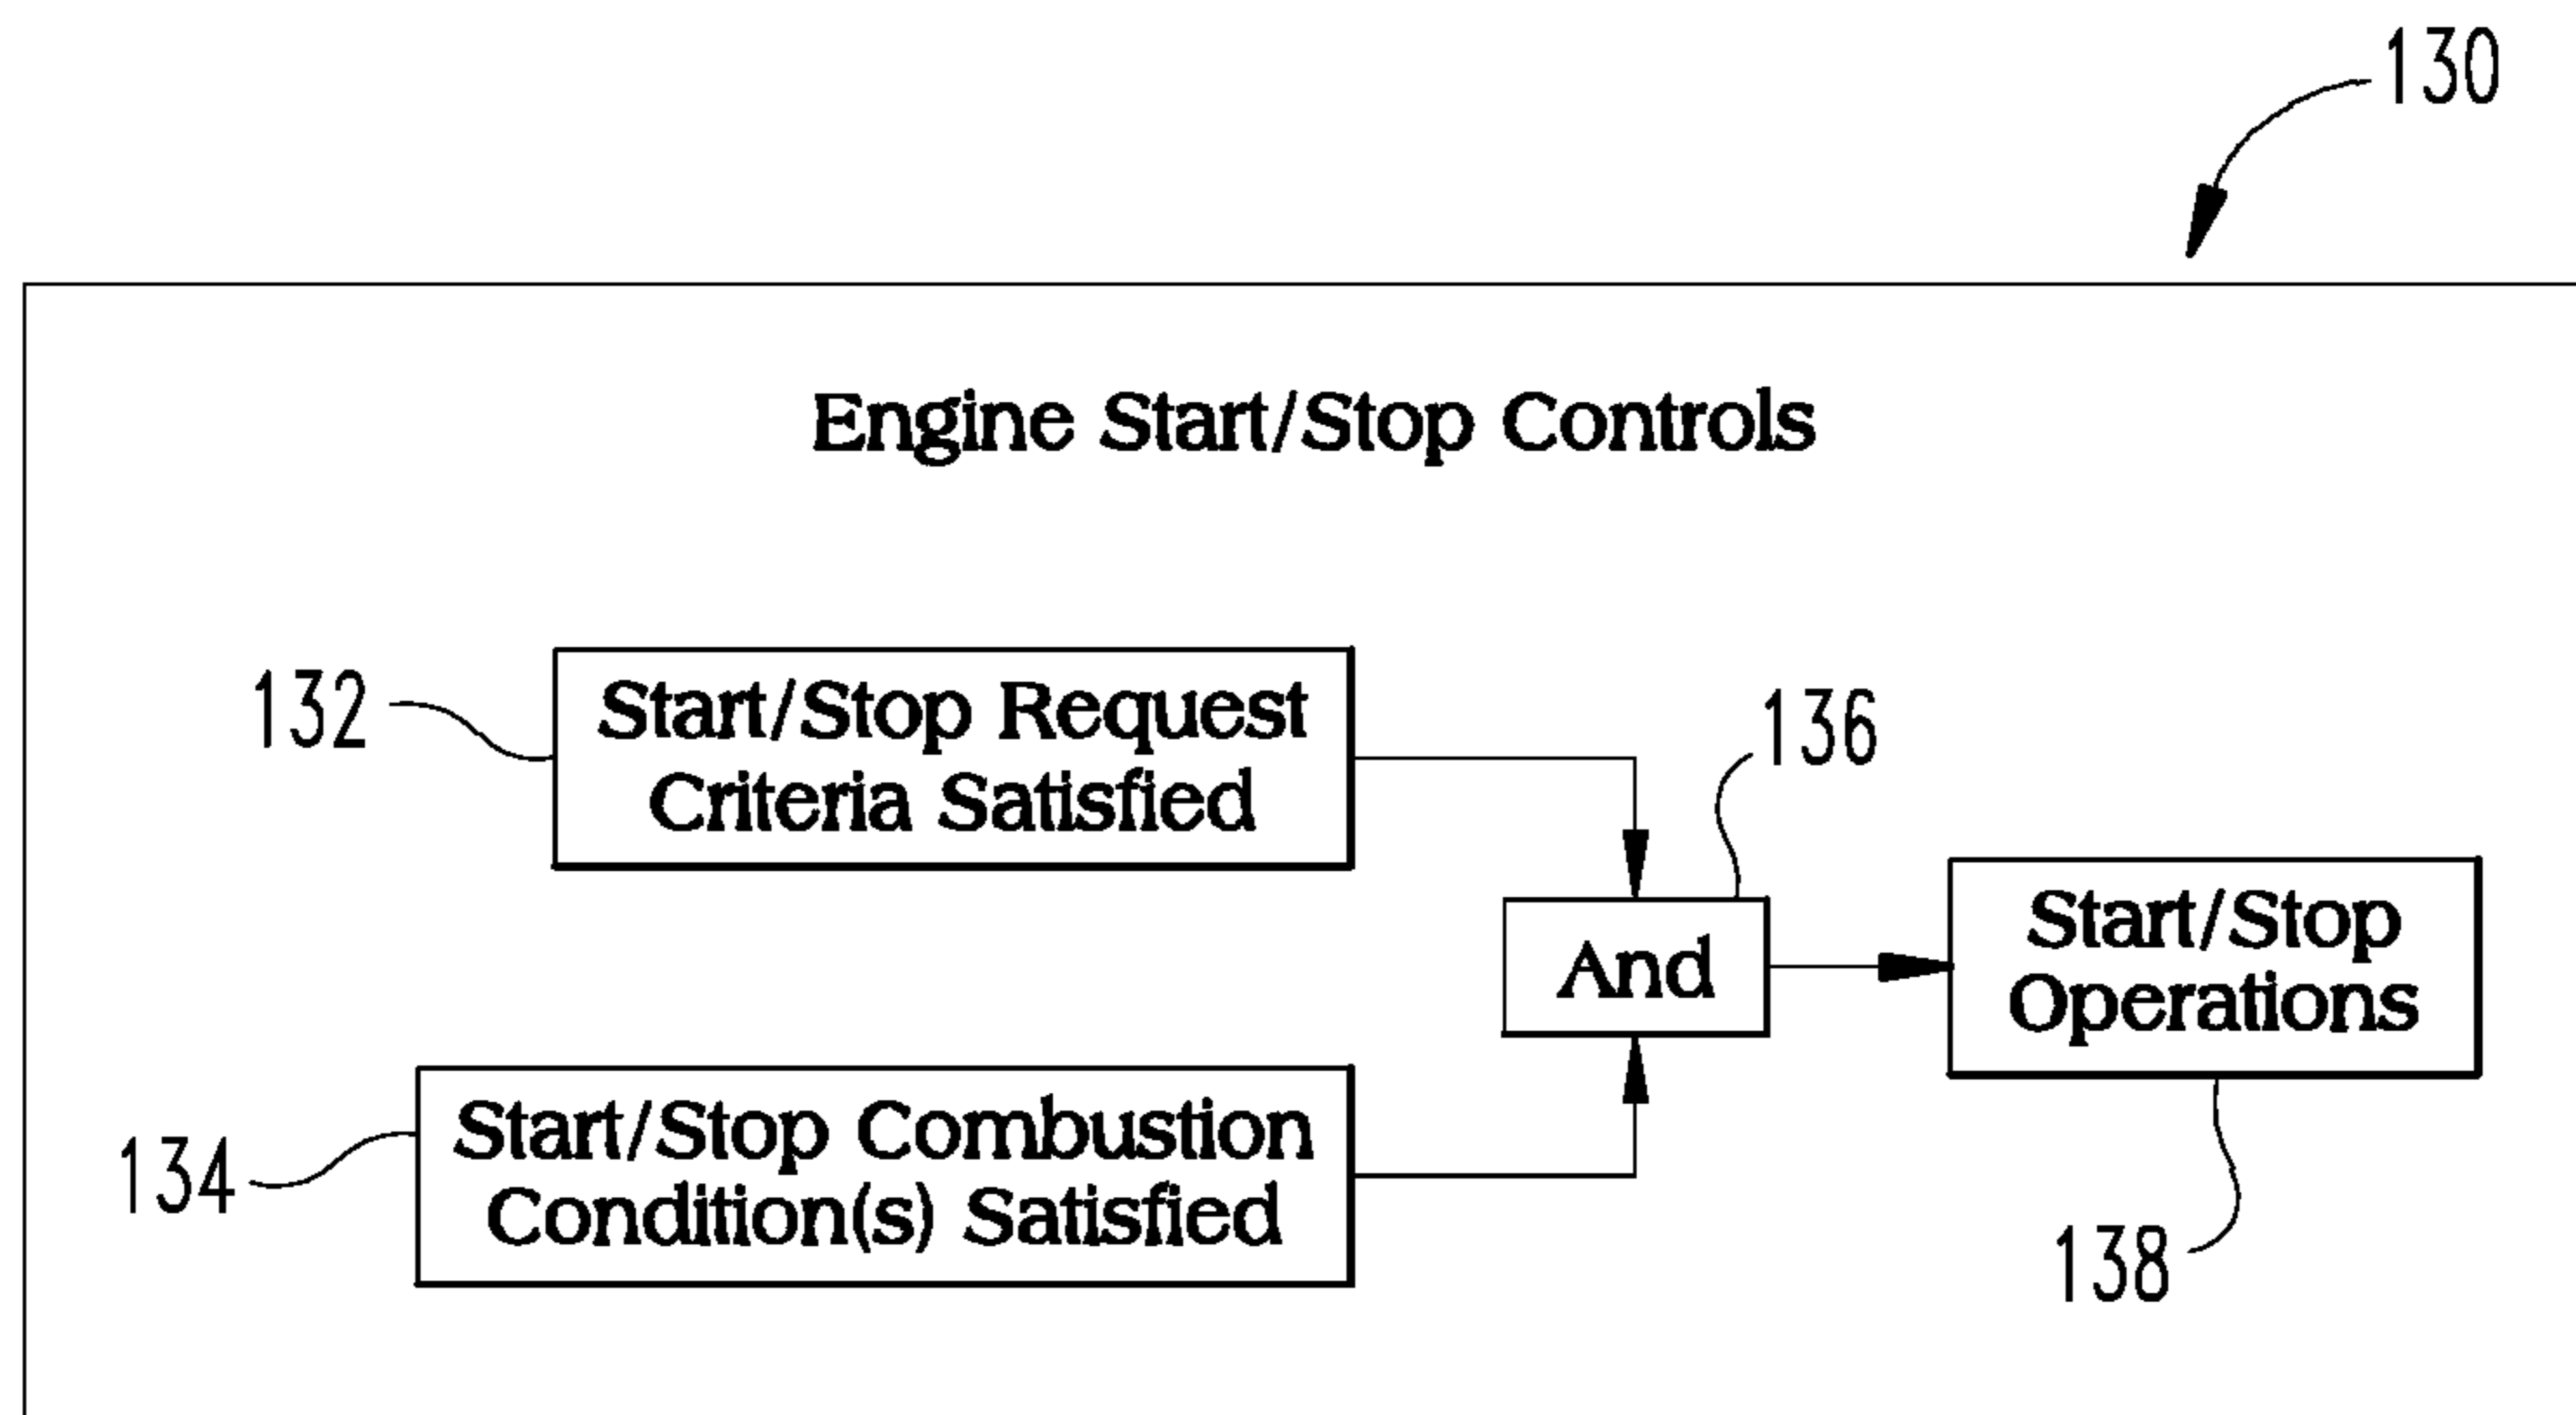 130
Engine Start/Stop Controls
132
Start/Stop Request
Criteria Satisfied
136
And
Start/Stop
Operations
134
Start/Stop Combustion
Condition(s) Satisfied
138